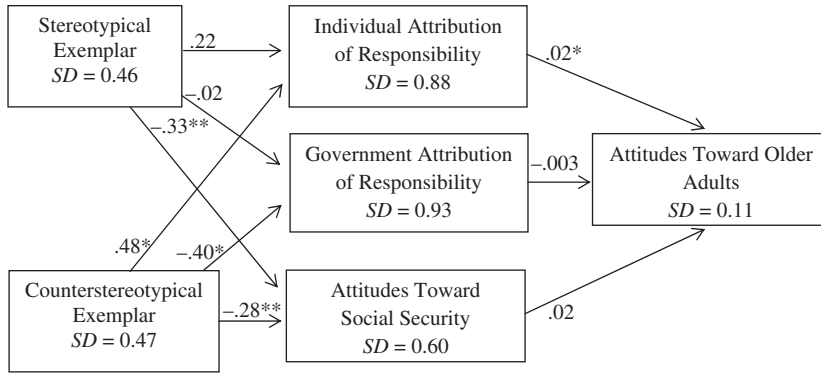 Stereotypical
Exemplar
SD = 0.46
.22
–.02
–.33**
Individual Attribution
of Responsibility
SD = 0.88
.02*
Government Attribution
of Responsibility
SD = 0.93
–.003
Attitudes Toward Older
Adults
SD = 0.11
.48*
–.40*
Counterstereotypical
Exemplar
SD = 0.47
–.28**
Attitudes Toward
Social Security
SD = 0.60
.02